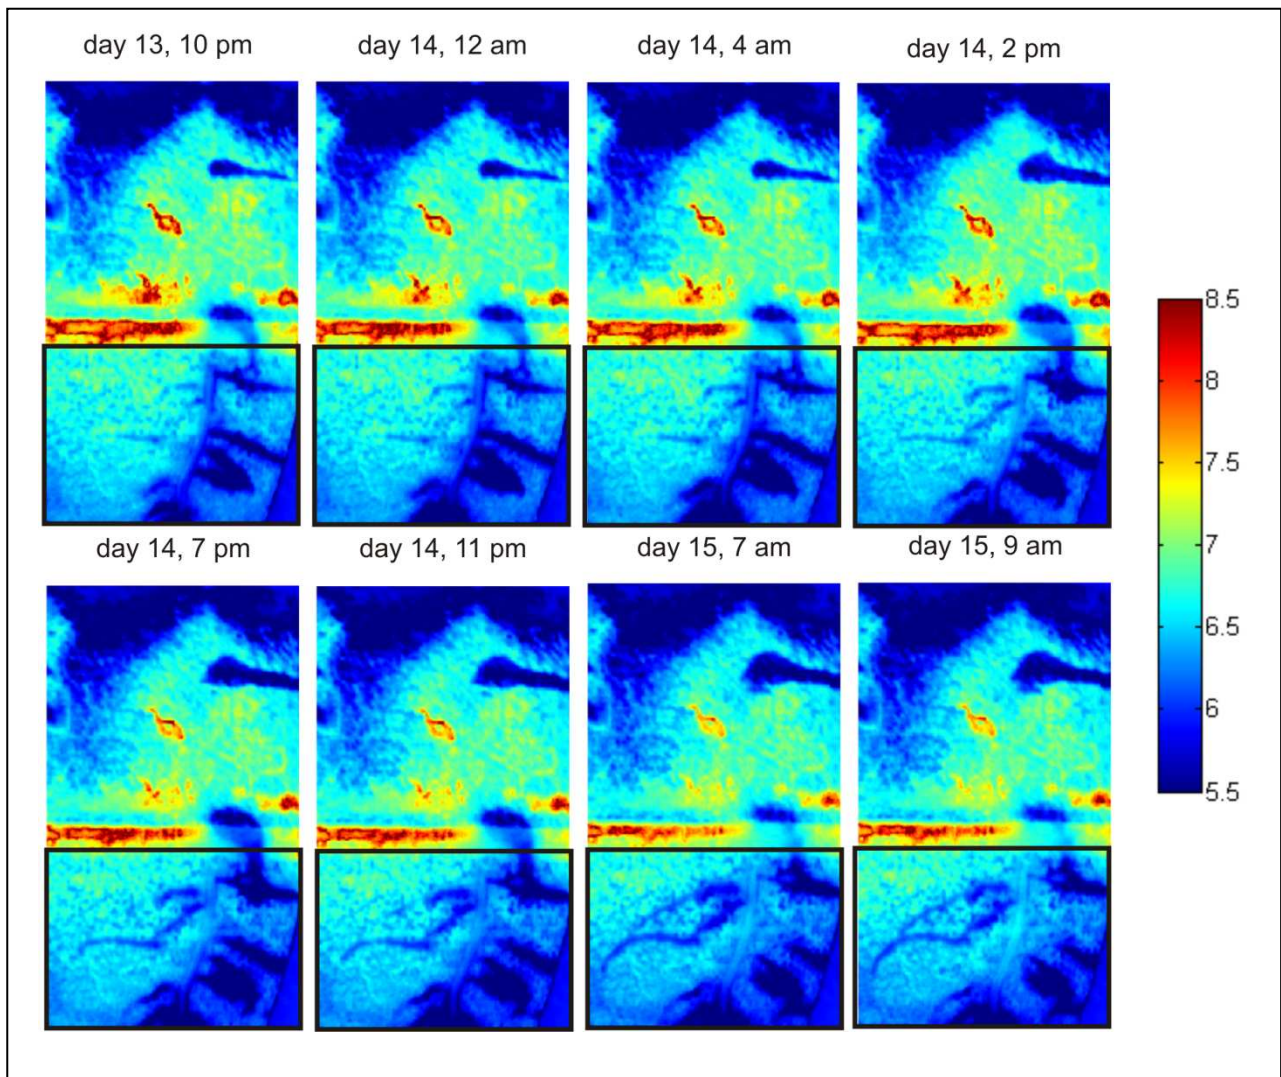 day 13, 10 pm
day 14, 12 am
day 14, 4 am
day 14, 2 pm
8.5
8
7.5
7
6.5
6
5.5
day 14, 7 pm
day 14, 11 pm
day 15, 7 am
day 15, 9 am